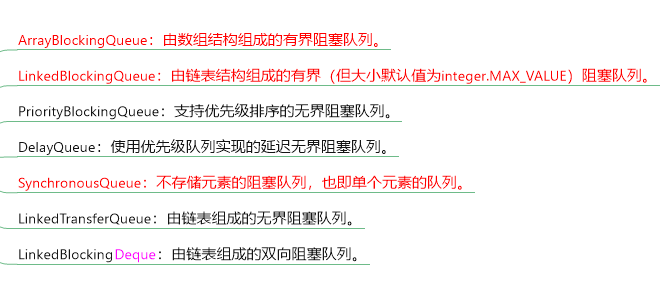 ArrayBlockingQueue：由数组结构组成的有界阻塞队列。
LinkedBlockingQueue：由链表结构组成的有界（但大小默认值为integer.MAX_VALUE）阻塞队列。
PriorityBlockingQueue：支持优先级排序的无界阻塞队列。
DelayQueue：使用优先级队列实现的延迟无界阻塞队列。
SynchronousQueue：不存储元素的阻塞队列，也即单个元素的队列。
LinkedTransferQueue：由链表组成的无界阻塞队列。
LinkedBlockingDeque：由链表组成的双向阻塞队列。